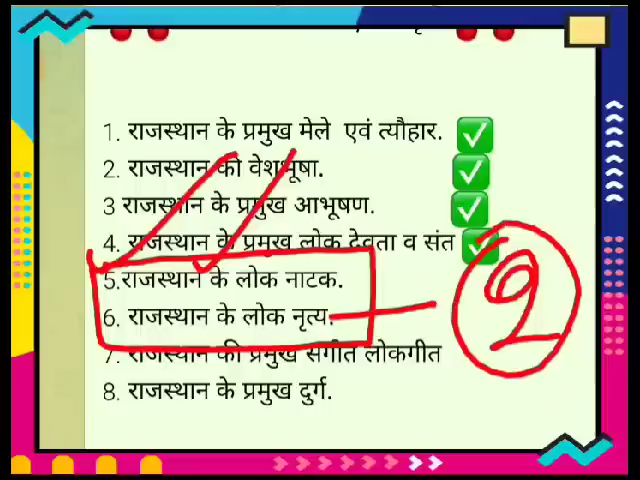 1. राजस्थान के प्रमुख मेले एवं त्यौहार.
2. राजस्थान की वेशभूषा.
3 राजस्थान के प्रमुख आभूषण.
4. राजस्थान के प्रमुख लोक देवता व संत
5.राजस्थान के लोक नाटक.
6. राजस्थान के लोक नृत्य.
7. राजस्थान की प्रमुख संगीत लोकगीत
8. राजस्थान के प्रमुख दुर्ग.